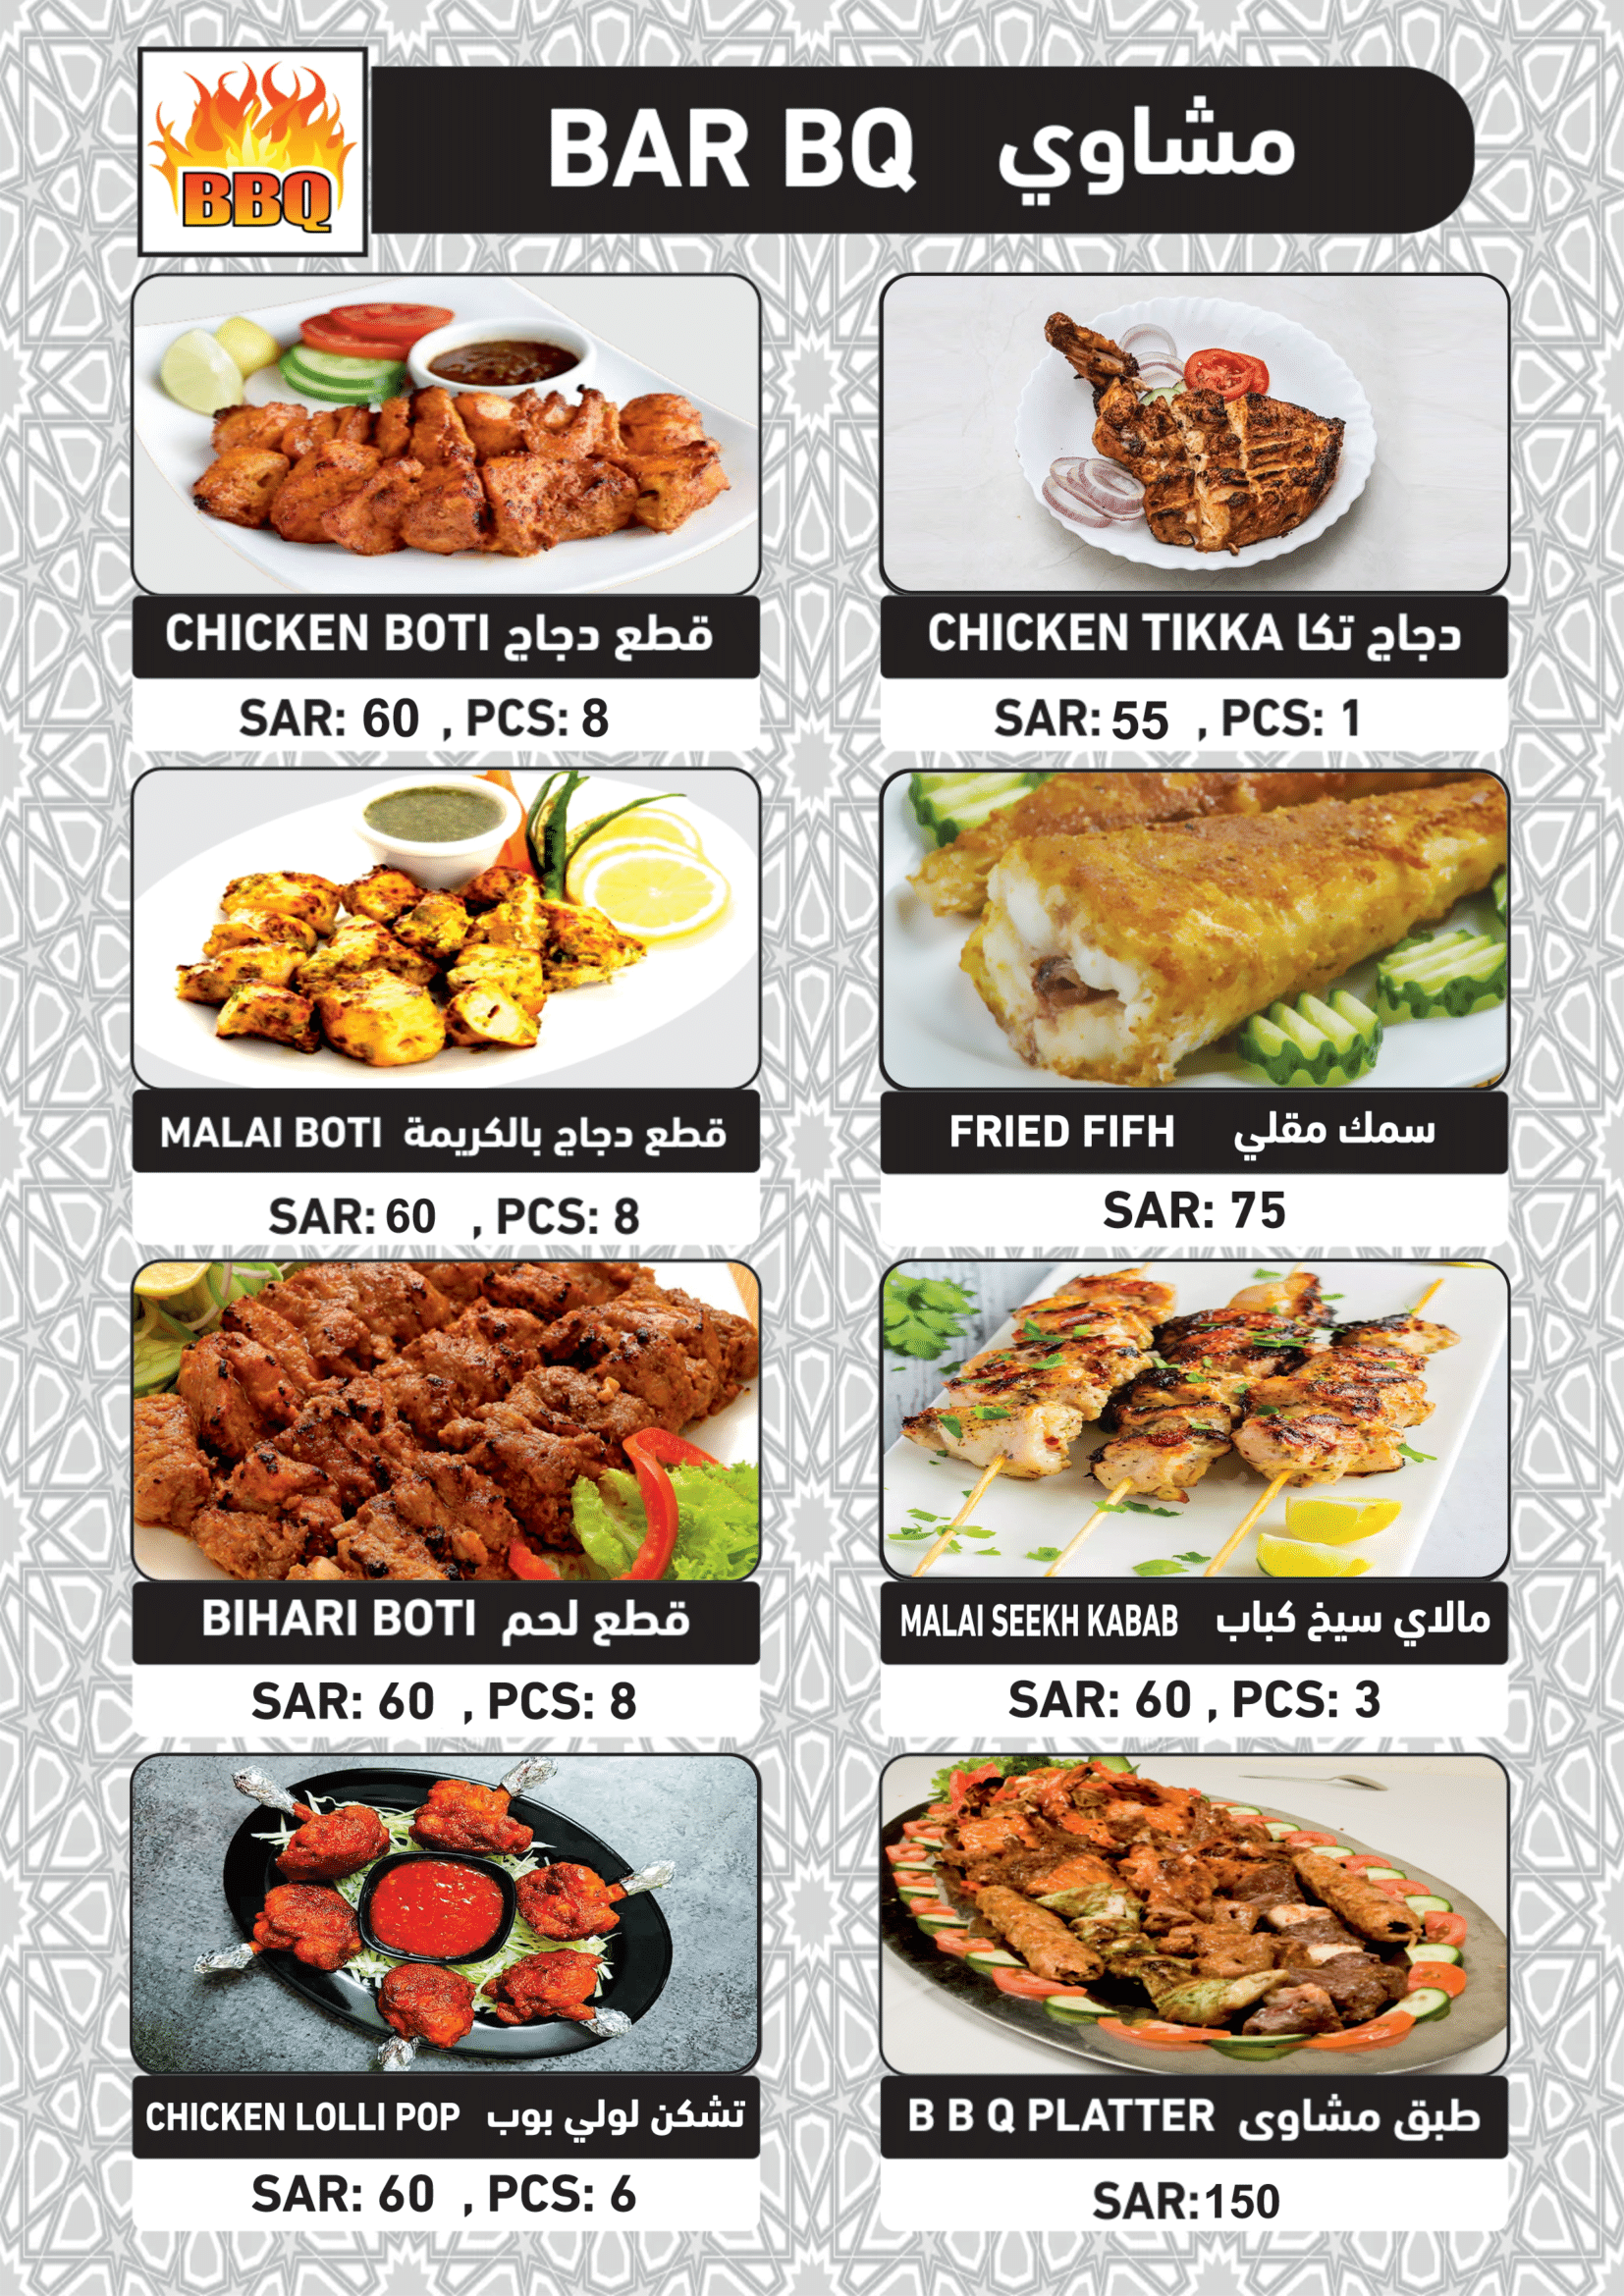 BBQ
BAR BQ مشاوي
CHICKEN BOTI قطع دجاج
SAR: 60 , PCS: 8
CHICKEN TIKKA دجاج تكا
SAR: 55 , PCS: 1
MALAI BOTI قطع دجاج بالكريمة
SAR: 60 , PCS: 8
FRIED FIFH سمك مقلي
SAR: 75
BIHARI BOTI قطع لحم
SAR: 60 , PCS: 8
MALAI SEEKH KABAB مالاي سيخ كباب
SAR: 60 , PCS: 3
CHICKEN LOLLI POP تشكن لولي بوب
SAR: 60 , PCS: 6
B B Q PLATTER طبق مشاوى
SAR:150